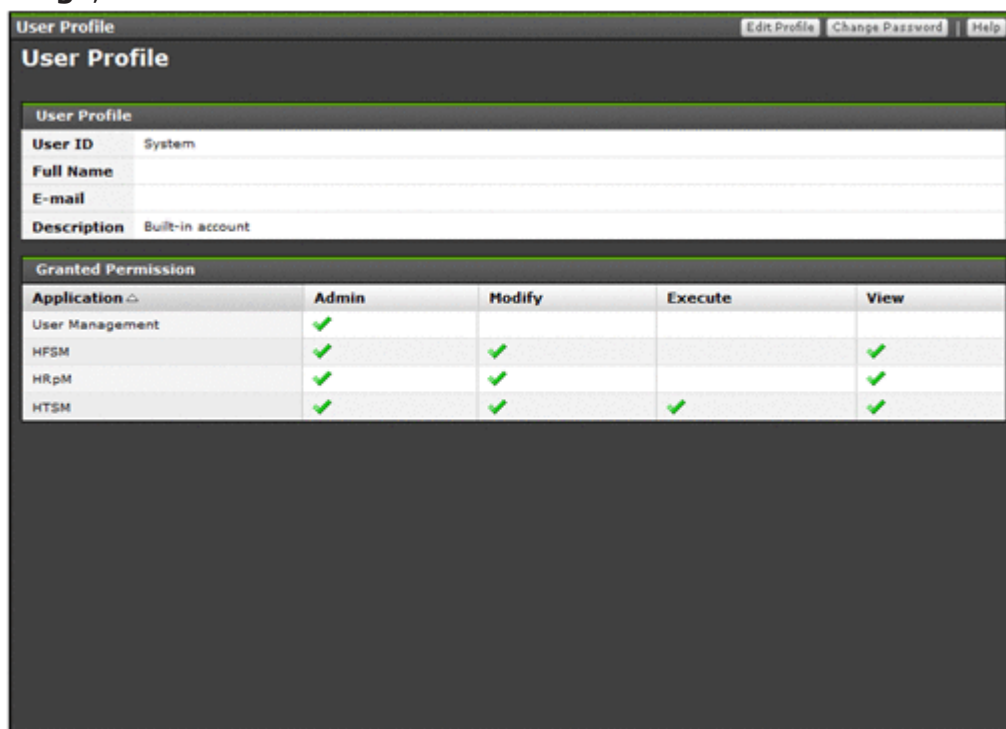 User Profile Edit Profile Change Password | Help
User Profile
User Profile
User ID System
Full Name
E-mail
Description Built-in account
Granted Permission
Application Admin Modify Execute View
User Management
HFSM
HRpM
HTSM